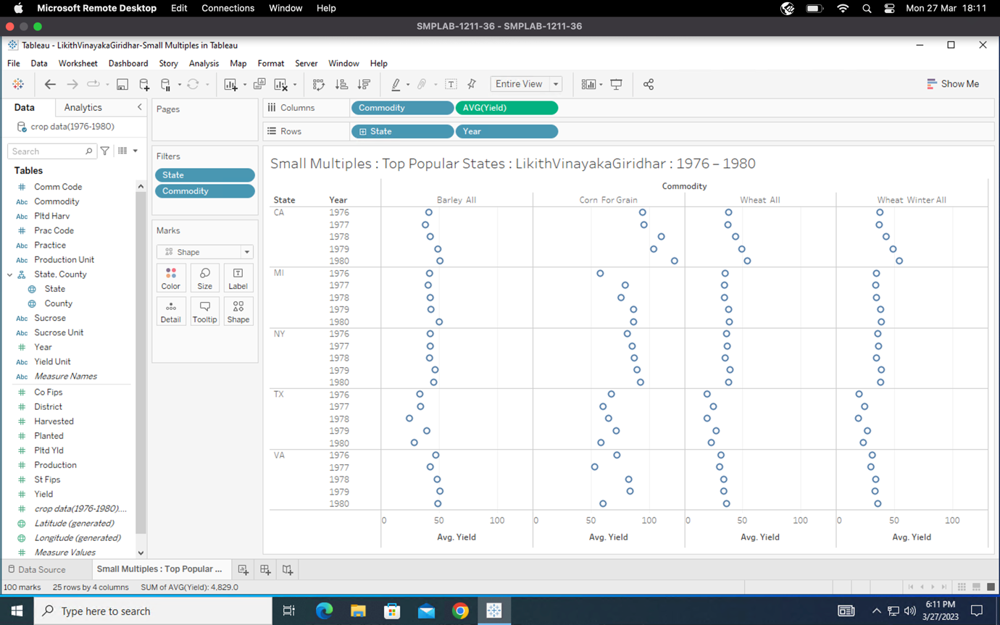 Microsoft Remote Desktop Edit Connections Window Help Mon 27 Mar 18:11
SMPLAB-1211-36 - SMPLAB-1211-36
Tableau - LikithVinayakaGiridhar-Small Multiples in Tableau
File Data Worksheet Dashboard Story Analysis Map Format Server Window Help
Entire View
Show Me
Data Analytics
crop data(1976-1980)
Search
Tables
# Comm Code
Abc Commodity
Abc Pltd Harv
# Prac Code
Abc Practice
Abc Production Unit
State, County
State
County
Abc Sucrose
Abc Sucrose Unit
# Year
Abc Yield Unit
Abc Measure Names
# Co Fips
# District
# Harvested
# Planted
# Pltd Yld
# Production
# St Fips
# Yield
# crop data(1976-1980)....
Latitude (generated)
Longitude (generated)
# Measure Values
Pages
Filters
State
Commodity
Marks
Shape
Color Size Label
Detail Tooltip Shape
Columns Commodity AVG(Yield)
Rows State Year
Small Multiples : Top Popular States : LikithVinayakaGiridhar : 1976 – 1980
Commodity
State Year Barley All Corn For Grain Wheat All Wheat Winter All
CA 1976
1977
1978
1979
1980
MI 1976
1977
1978
1979
1980
NY 1976
1977
1978
1979
1980
TX 1976
1977
1978
1979
1980
VA 1976
1977
1978
1979
1980
0 50 100 0 50 100 0 50 100 0 50 100
Avg. Yield Avg. Yield Avg. Yield Avg. Yield
Data Source Small Multiples : Top Popular ...
100 marks 25 rows by 4 columns SUM of AVG(Yield): 4,829.0
Type here to search
6:11 PM
3/27/2023